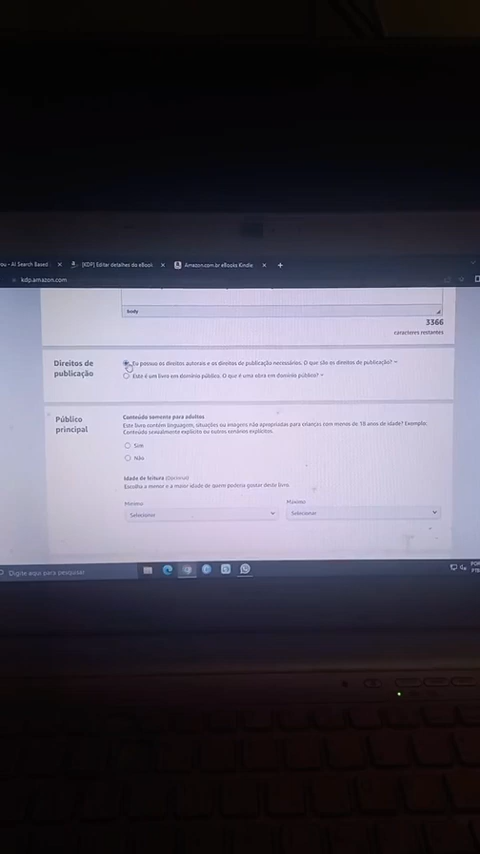 you - AI Search Based
[KDP] Editar detalhes do eBook
Amazon.com.br eBooks Kindle
kdp.amazon.com
body
3366
caracteres restantes
Direitos de publicação
Eu possuo os direitos autorais e os direitos de publicação necessários. O que são os direitos de publicação?
Este é um livro em domínio público. O que é uma obra em domínio público?
Público principal
Conteúdo somente para adultos
Este livro contém linguagem, situações ou imagens não apropriadas para crianças com menos de 18 anos de idade? Exemplo:
Conteúdo sexualmente explícito ou outros cenários explícitos.
Sim
Não
Idade de leitura (Opcional)
Escolha a menor e a maior idade de quem poderia gostar deste livro.
Mínimo
Máximo
Selecionar
Selecionar
Digite aqui para pesquisar